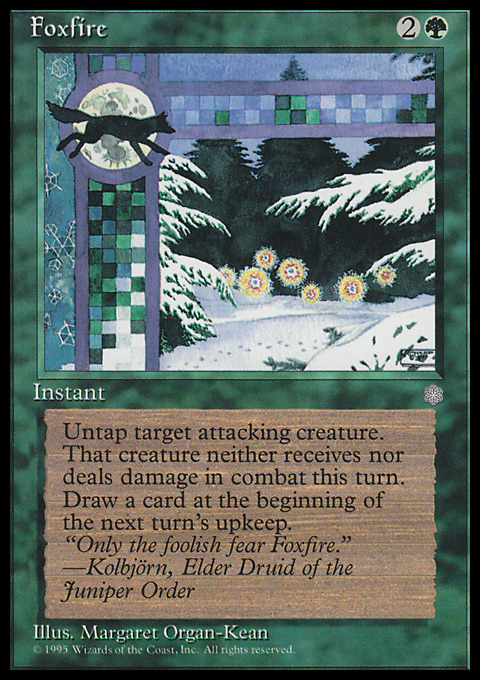 Foxfire 2
Instant
Untap target attacking creature.
That creature neither receives nor
deals damage in combat this turn.
Draw a card at the beginning of
the next turn's upkeep.
"Only the foolish fear Foxfire."
—Kolbjörn, Elder Druid of the
Juniper Order
Illus. Margaret Organ-Kean
© 1995 Wizards of the Coast, Inc. All rights reserved.